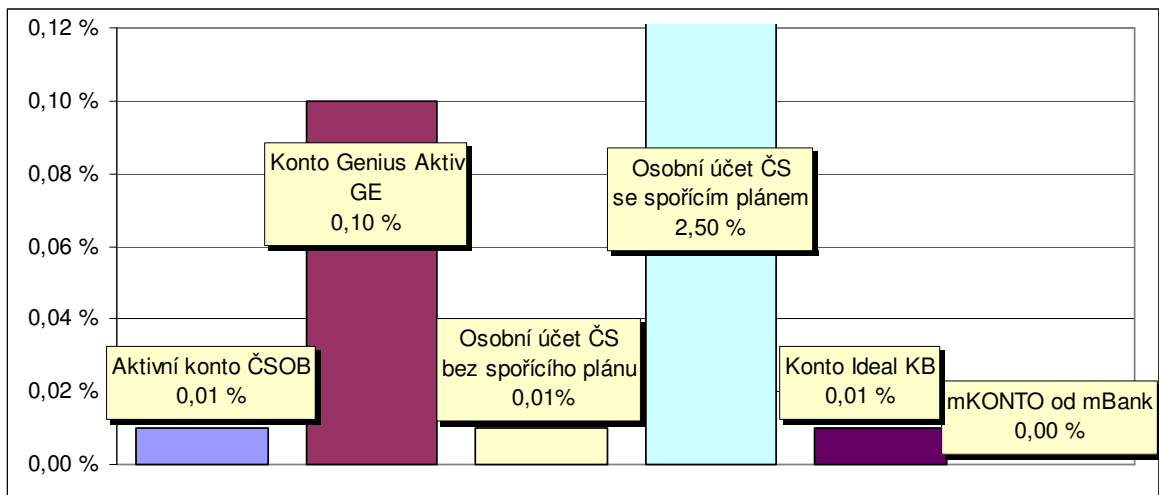 0,12 %
0,10 %
0,08 %
0,06 %
0,04 %
0,02 %
0,00 %
Aktivní konto ČSOB
0,01 %
Konto Genius Aktiv
GE
0,10 %
Osobní účet ČS
bez spořícího plánu
0,01%
Osobní účet ČS
se spořícím plánem
2,50 %
Konto Ideal KB
0,01 %
mKONTO od mBank
0,00 %